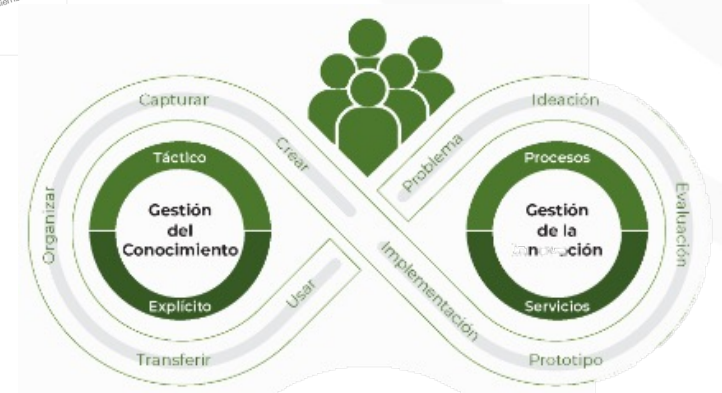 Capturar
Crear
Organizar
Táctico
Gestión
del
Conocimiento
Explícito
Usar
Transferir
Problema
Ideación
Evaluación
Procesos
Gestión
de la
Servicios
Implementación
Prototipo